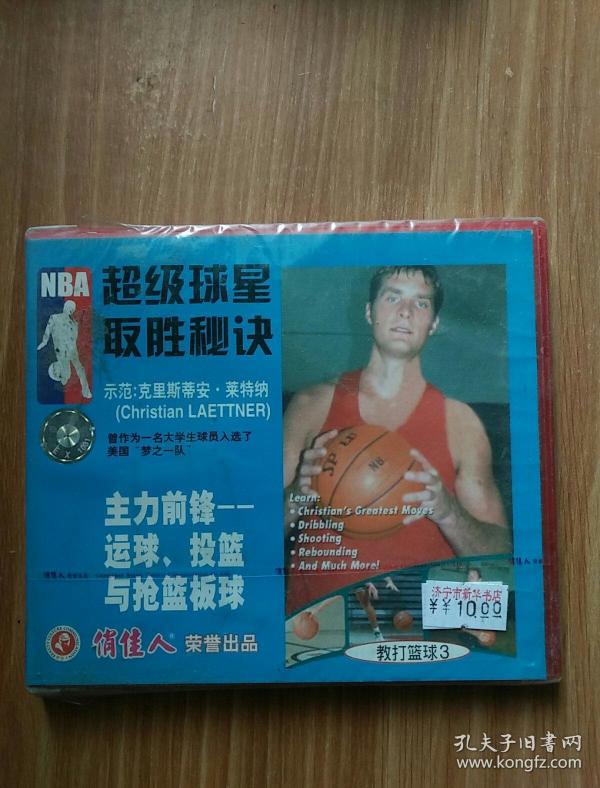 NBA
超级球星
取胜秘诀
示范:克里斯蒂安·莱特纳
(Christian LAETTNER)
曾作为一名大学生球员入选了
美国“梦之一队”
主力前锋——
运球、投篮
与抢篮板球
俏佳人® 荣誉出品
Learn:
• Christian's Greatest Moves
• Dribbling
• Shooting
• Rebounding
• And Much More!
济宁市新华书店
¥¥10.00
教打篮球3
孔夫子旧书网
www.kongfz.com